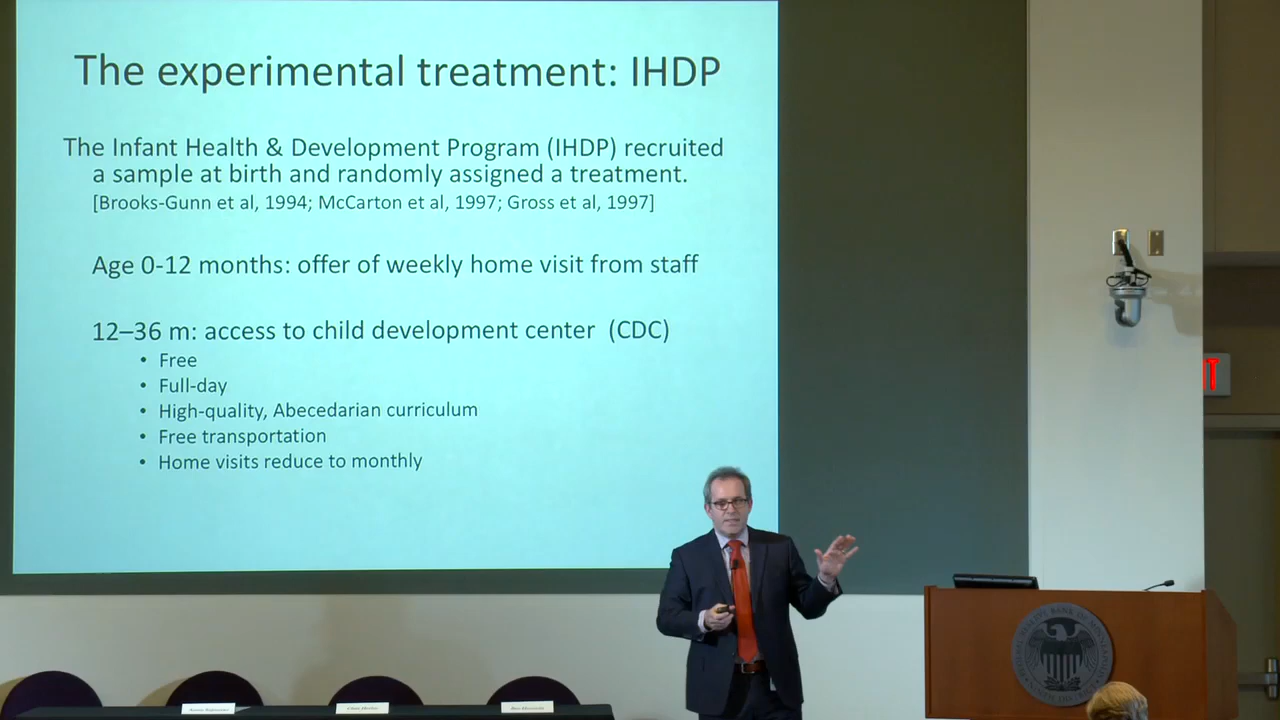 The experimental treatment: IHDP
The Infant Health & Development Program (IHDP) recruited
a sample at birth and randomly assigned a treatment.
[Brooks-Gunn et al, 1994; McCarton et al, 1997; Gross et al, 1997]
Age 0-12 months: offer of weekly home visit from staff
12–36 m: access to child development center (CDC)
• Free
• Full-day
• High-quality, Abecedarian curriculum
• Free transportation
• Home visits reduce to monthly
IT